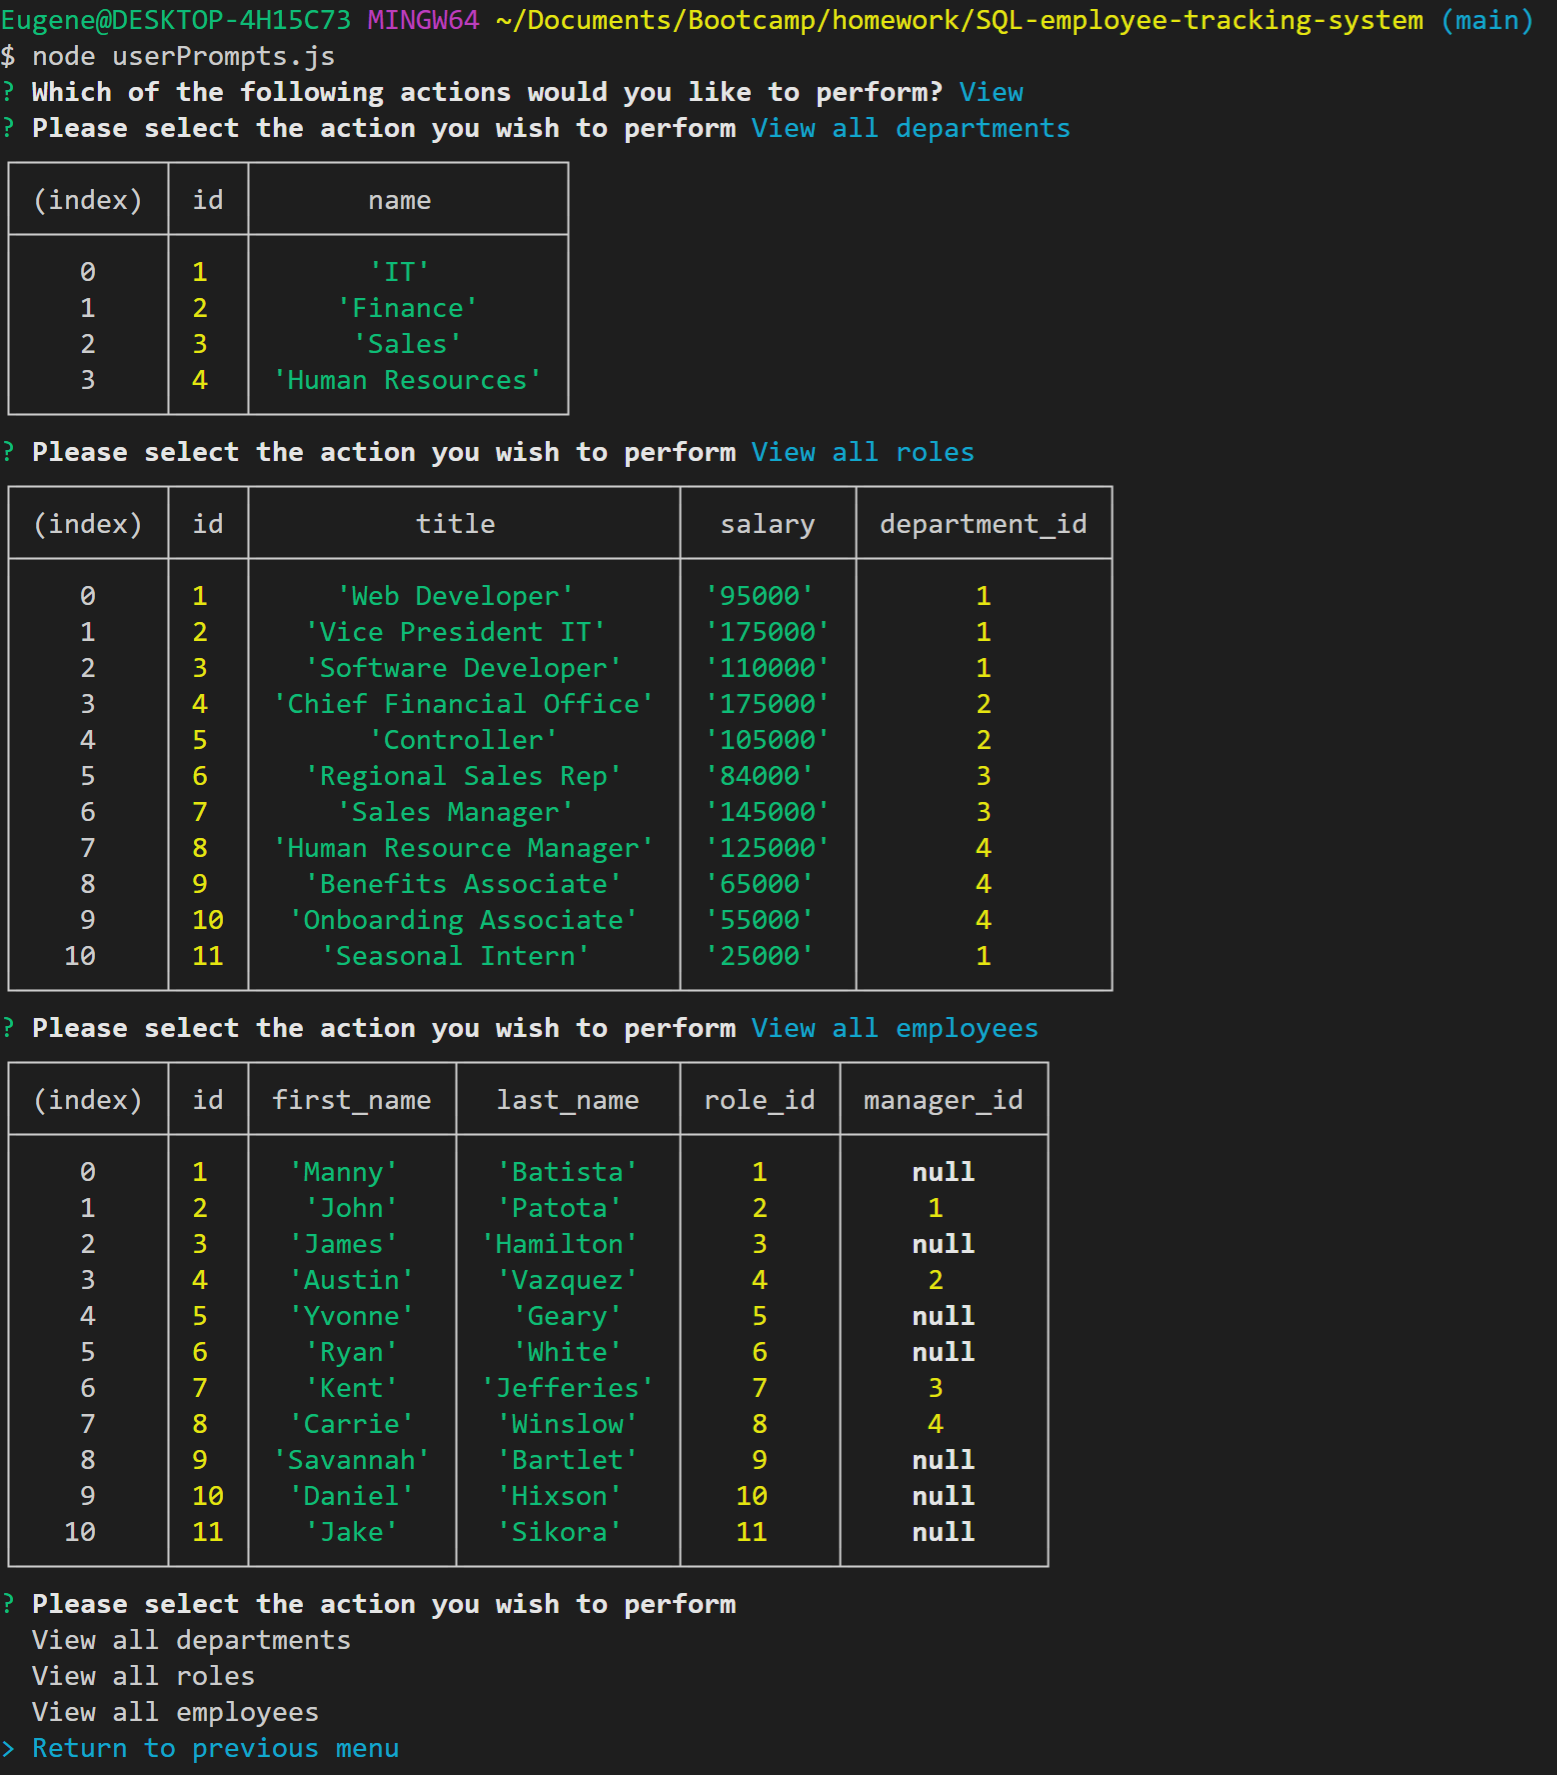 Eugene@DESKTOP-4H15C73 MINGW64 ~/Documents/Bootcamp/homework/SQL-employee-tracking-system (main)
$ node userPrompts.js
? Which of the following actions would you like to perform? View
? Please select the action you wish to perform View all departments
(index) id name
0 1 'IT'
1 2 'Finance'
2 3 'Sales'
3 4 'Human Resources'
? Please select the action you wish to perform View all roles
(index) id title salary department_id
0 1 'Web Developer' '95000' 1
1 2 'Vice President IT' '175000' 1
2 3 'Software Developer' '110000' 1
3 4 'Chief Financial Office' '175000' 2
4 5 'Controller' '105000' 2
5 6 'Regional Sales Rep' '84000' 3
6 7 'Sales Manager' '145000' 3
7 8 'Human Resource Manager' '125000' 4
8 9 'Benefits Associate' '65000' 4
9 10 'Onboarding Associate' '55000' 4
10 11 'Seasonal Intern' '25000' 1
? Please select the action you wish to perform View all employees
(index) id first_name last_name role_id manager_id
0 1 'Manny' 'Batista' 1 null
1 2 'John' 'Patota' 2 1
2 3 'James' 'Hamilton' 3 null
3 4 'Austin' 'Vazquez' 4 2
4 5 'Yvonne' 'Geary' 5 null
5 6 'Ryan' 'White' 6 null
6 7 'Kent' 'Jefferies' 7 3
7 8 'Carrie' 'Winslow' 8 4
8 9 'Savannah' 'Bartlet' 9 null
9 10 'Daniel' 'Hixson' 10 null
10 11 'Jake' 'Sikora' 11 null
? Please select the action you wish to perform
View all departments
View all roles
View all employees
> Return to previous menu